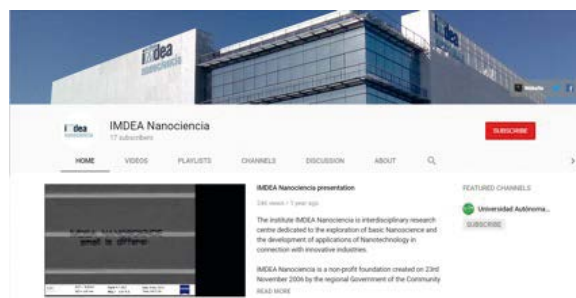 imdea
nanociencia
imdea
nanociencia
Website
imdea
nanociencia
IMDEA Nanociencia
17 subscribers
SUBSCRIBE
HOME VIDEOS PLAYLISTS CHANNELS DISCUSSION ABOUT
IMDEA NANOSCIENCE
small is different
IMDEA Nanociencia presentation
246 views / 1 year ago
The institute IMDEA Nanociencia is interdisciplinary research
centre dedicated to the exploration of basic Nanoscience and
the development of applications of Nanotechnology in
connection with innovative industries.
IMDEA Nanociencia is a non-profit foundation created on 23rd
November 2006 by the regional Government of the Community
READ MORE
FEATURED CHANNELS
Universidad Autónoma...
SUBSCRIBE